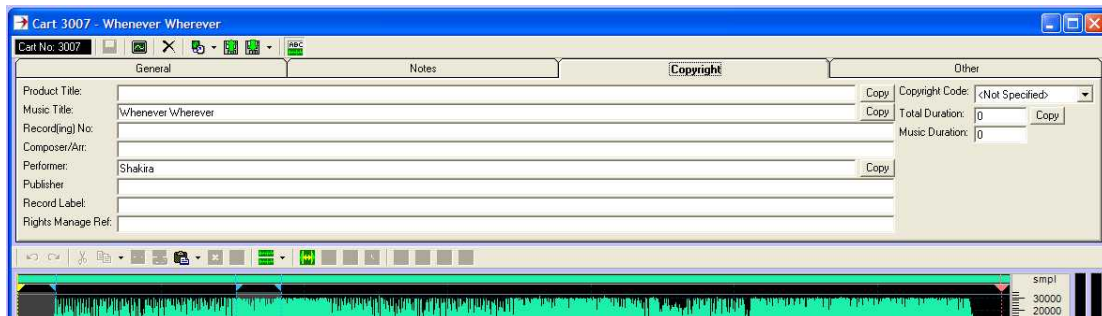 Cart 3007 - Whenever Wherever
Cart No: 3007 ABC
General Notes Copyright Other
Product Title: Copy Copyright Code: <Not Specified>
Music Title: Whenever Wherever Copy Total Duration: 0 Copy
Record(ing) No: Music Duration: 0
Composer/Arr:
Performer: Shakira Copy
Publisher
Record Label:
Rights Manage Ref:
smpl
30000
20000